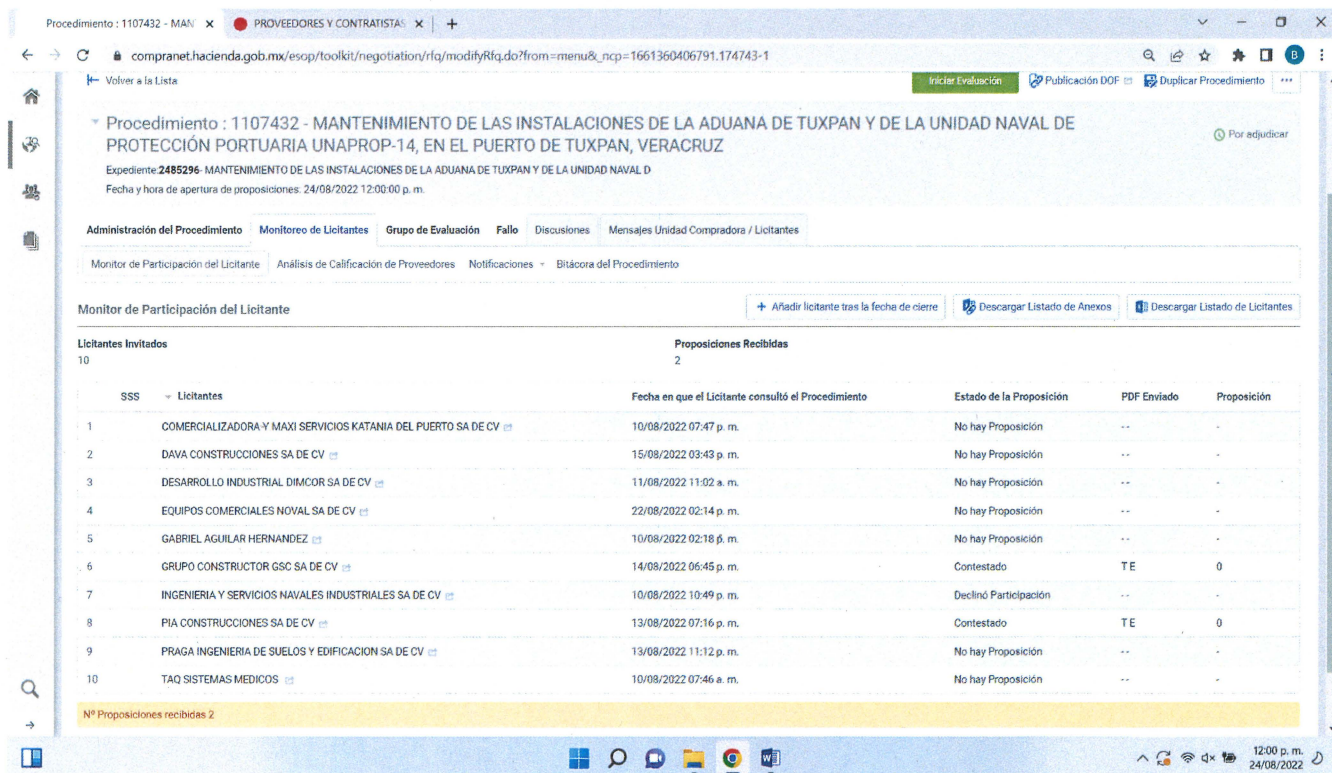 Procedimiento : 1107432 - MAN
PROVEEDORES Y CONTRATISTAS
compranet.hacienda.gob.mx/esop/toolkit/negotiation/rfq/modifyRfq.do?from=menu&_ncp=1661360406791.174743-1
B
Volver a la Lista
Iniciar Evaluación
Publicación DOF
Duplicar Procedimiento
Procedimiento : 1107432 - MANTENIMIENTO DE LAS INSTALACIONES DE LA ADUANA DE TUXPAN Y DE LA UNIDAD NAVAL DE
PROTECCIÓN PORTUARIA UNAPROP-14, EN EL PUERTO DE TUXPAN, VERACRUZ
Por adjudicar
Expediente:2485296- MANTENIMIENTO DE LAS INSTALACIONES DE LA ADUANA DE TUXPAN Y DE LA UNIDAD NAVAL D
Fecha y hora de apertura de proposiciones: 24/08/2022 12:00:00 p. m.
Administración del Procedimiento Monitoreo de Licitantes Grupo de Evaluación Fallo Discusiones Mensajes Unidad Compradora / Licitantes
Monitor de Participación del Licitante Análisis de Calificación de Proveedores Notificaciones Bitácora del Procedimiento
Monitor de Participación del Licitante
+ Añadir licitante tras la fecha de cierre
Descargar Listado de Anexos
Descargar Listado de Licitantes
Licitantes Invitados Proposiciones Recibidas
10 2
SSS Licitantes Fecha en que el Licitante consultó el Procedimiento Estado de la Proposición PDF Enviado Proposición
1 COMERCIALIZADORA Y MAXI SERVICIOS KATANIA DEL PUERTO SA DE CV 10/08/2022 07:47 p. m. No hay Proposición -- -
2 DAVA CONSTRUCCIONES SA DE CV 15/08/2022 03:43 p. m. No hay Proposición -- -
3 DESARROLLO INDUSTRIAL DIMCOR SA DE CV 11/08/2022 11:02 a. m. No hay Proposición -- -
4 EQUIPOS COMERCIALES NOVAL SA DE CV 22/08/2022 02:14 p. m. No hay Proposición -- -
5 GABRIEL AGUILAR HERNANDEZ 10/08/2022 02:18 p. m. No hay Proposición -- -
6 GRUPO CONSTRUCTOR GSC SA DE CV 14/08/2022 06:45 p. m. Contestado T E 0
7 INGENIERIA Y SERVICIOS NAVALES INDUSTRIALES SA DE CV 10/08/2022 10:49 p. m. Declinó Participación -- -
8 PIA CONSTRUCCIONES SA DE CV 13/08/2022 07:16 p. m. Contestado T E 0
9 PRAGA INGENIERIA DE SUELOS Y EDIFICACION SA DE CV 13/08/2022 11:12 p. m. No hay Proposición -- -
10 TAQ SISTEMAS MEDICOS 10/08/2022 07:46 a. m. No hay Proposición -- -
Nº Proposiciones recibidas 2
12:00 p. m.
24/08/2022